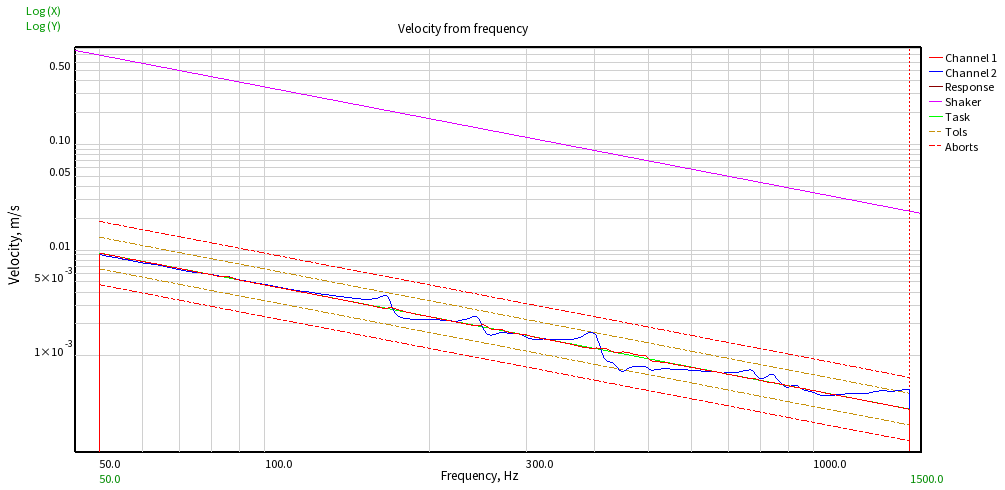 Log (X)
Log (Y)
Velocity from frequency
Velocity, m/s
0.50
0.10
0.05
0.01
5×10⁻³
1×10⁻³
50.0 100.0 300.0 1000.0
50.0 Frequency, Hz 1500.0
Channel 1
Channel 2
Response
Shaker
Task
Tols
Aborts